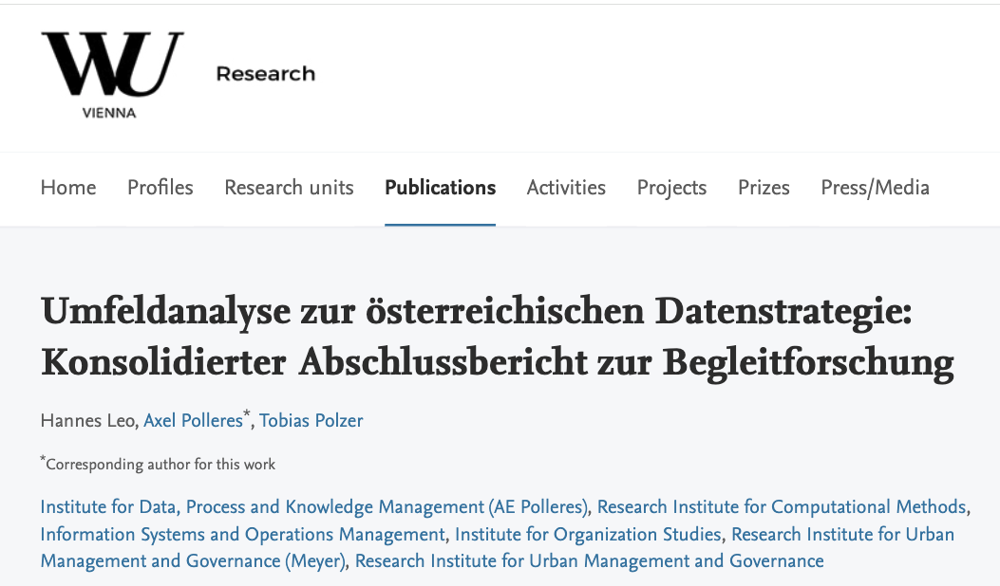 WU
VIENNA
Research
Home Profiles Research units Publications Activities Projects Prizes Press/Media
Umfeldanalyse zur österreichischen Datenstrategie:
Konsolidierter Abschlussbericht zur Begleitforschung
Hannes Leo, Axel Polleres*, Tobias Polzer
*Corresponding author for this work
Institute for Data, Process and Knowledge Management (AE Polleres), Research Institute for Computational Methods,
Information Systems and Operations Management, Institute for Organization Studies, Research Institute for Urban
Management and Governance (Meyer), Research Institute for Urban Management and Governance